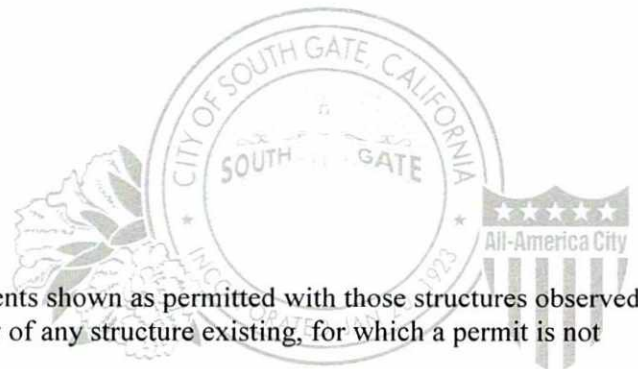 CITY OF SOUTH GATE, CALIFORNIA
SOUTH GATE
All-America City
INCORPORATED JAN 1923
ents shown as permitted with those structures observed
of any structure existing, for which a permit is not